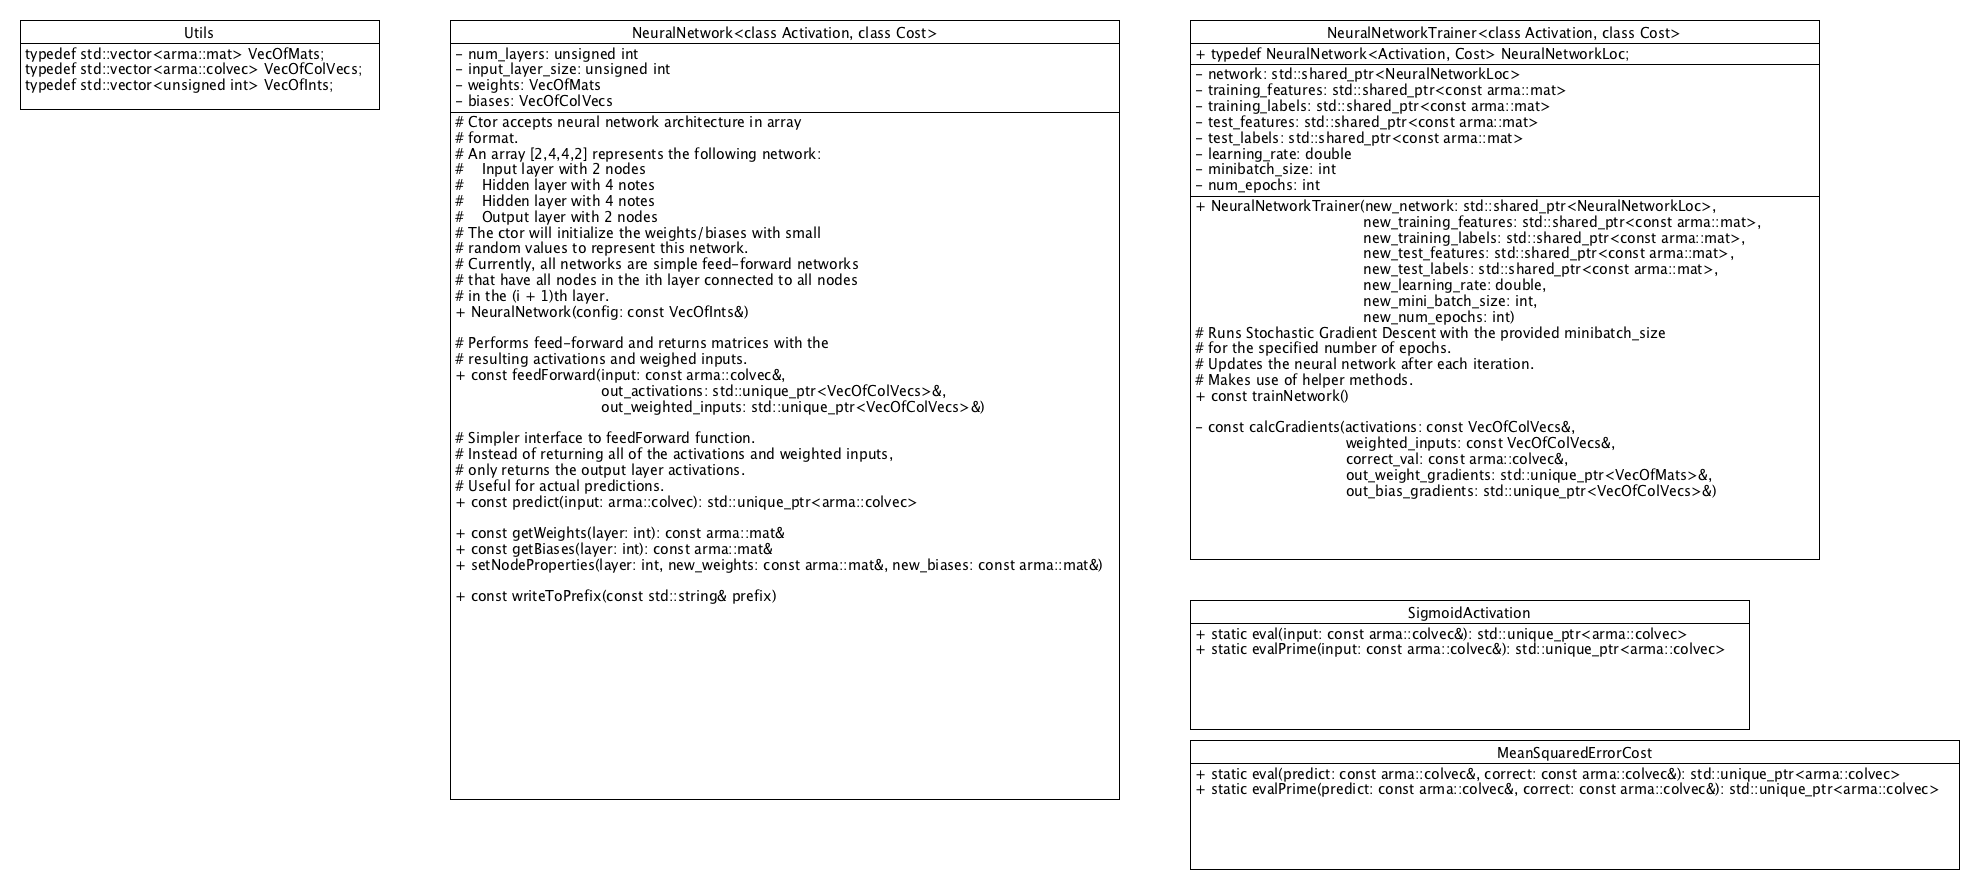 Utils
typedef std::vector<arma::mat> VecOfMats;
typedef std::vector<arma::colvec> VecOfColVecs;
typedef std::vector<unsigned int> VecOfInts;
NeuralNetwork<class Activation, class Cost>
– num_layers: unsigned int
– input_layer_size: unsigned int
– weights: VecOfMats
– biases: VecOfColVecs
# Ctor accepts neural network architecture in array
# format.
# An array [2,4,4,2] represents the following network:
#    Input layer with 2 nodes
#    Hidden layer with 4 notes
#    Hidden layer with 4 notes
#    Output layer with 2 nodes
# The ctor will initialize the weights/biases with small
# random values to represent this network.
# Currently, all networks are simple feed–forward networks
# that have all nodes in the ith layer connected to all nodes
# in the (i + 1)th layer.
+ NeuralNetwork(config: const VecOfInts&)
# Performs feed–forward and returns matrices with the
# resulting activations and weighed inputs.
+ const feedForward(input: const arma::colvec&,
out_activations: std::unique_ptr<VecOfColVecs>&,
out_weighted_inputs: std::unique_ptr<VecOfColVecs>&)
# Simpler interface to feedForward function.
# Instead of returning all of the activations and weighted inputs,
# only returns the output layer activations.
# Useful for actual predictions.
+ const predict(input: arma::colvec): std::unique_ptr<arma::colvec>
+ const getWeights(layer: int): const arma::mat&
+ const getBiases(layer: int): const arma::mat&
+ setNodeProperties(layer: int, new_weights: const arma::mat&, new_biases: const arma::mat&)
+ const writeToPrefix(const std::string& prefix)
NeuralNetworkTrainer<class Activation, class Cost>
+ typedef NeuralNetwork<Activation, Cost> NeuralNetworkLoc;
– network: std::shared_ptr<NeuralNetworkLoc>
– training_features: std::shared_ptr<const arma::mat>
– training_labels: std::shared_ptr<const arma::mat>
– test_features: std::shared_ptr<const arma::mat>
– test_labels: std::shared_ptr<const arma::mat>
– learning_rate: double
– minibatch_size: int
– num_epochs: int
+ NeuralNetworkTrainer(new_network: std::shared_ptr<NeuralNetworkLoc>,
new_training_features: std::shared_ptr<const arma::mat>,
new_training_labels: std::shared_ptr<const arma::mat>,
new_test_features: std::shared_ptr<const arma::mat>,
new_test_labels: std::shared_ptr<const arma::mat>,
new_learning_rate: double,
new_mini_batch_size: int,
new_num_epochs: int)
# Runs Stochastic Gradient Descent with the provided minibatch_size
# for the specified number of epochs.
# Updates the neural network after each iteration.
# Makes use of helper methods.
+ const trainNetwork()
– const calcGradients(activations: const VecOfColVecs&,
weighted_inputs: const VecOfColVecs&,
correct_val: const arma::colvec&,
out_weight_gradients: std::unique_ptr<VecOfMats>&,
out_bias_gradients: std::unique_ptr<VecOfColVecs>&)
SigmoidActivation
+ static eval(input: const arma::colvec&): std::unique_ptr<arma::colvec>
+ static evalPrime(input: const arma::colvec&): std::unique_ptr<arma::colvec>
MeanSquaredErrorCost
+ static eval(predict: const arma::colvec&, correct: const arma::colvec&): std::unique_ptr<arma::colvec>
+ static evalPrime(predict: const arma::colvec&, correct: const arma::colvec&): std::unique_ptr<arma::colvec>